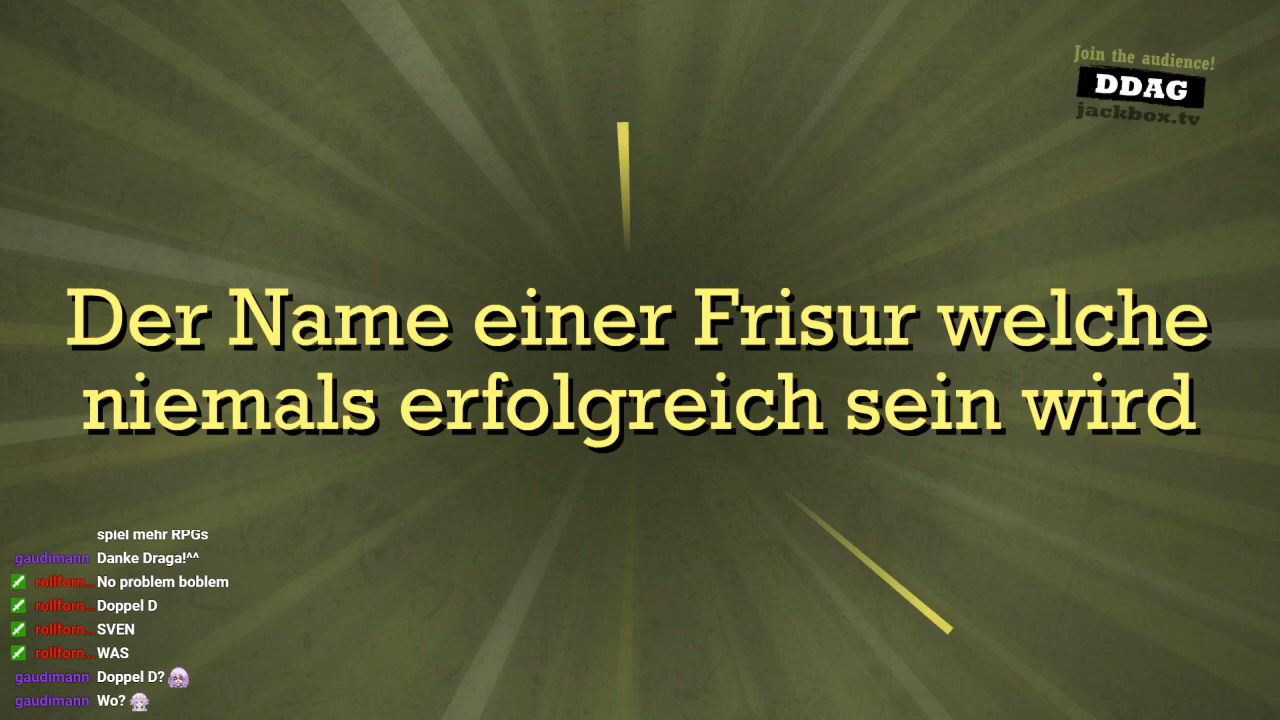 Join the audience!
DDAG
jackbox.tv
Der Name einer Frisur welche
niemals erfolgreich sein wird
spiel mehr RPGs
gaudimann Danke Draga!^^
rollforn... No problem boblem
rollforn... Doppel D
rollforn... SVEN
rollforn... WAS
gaudimann Doppel D?
gaudimann Wo?